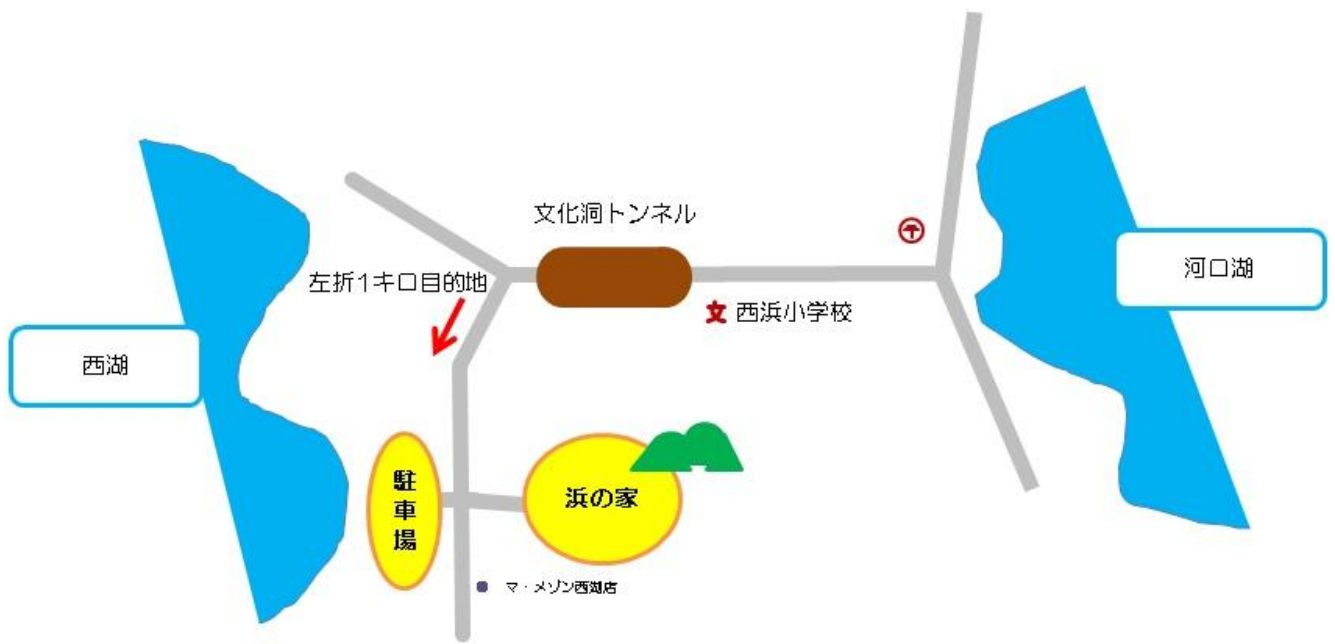 文化洞トンネル
左折1キロ目的地
文 西浜小学校
河口湖
西湖
駐車場
浜の家
マ・メゾン西湖店